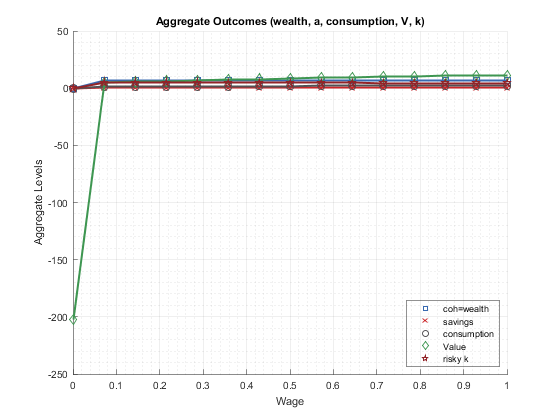 Aggregate Outcomes (wealth, a, consumption, V, k)
50
0
-50
-100
-150
-200
-250
Aggregate Levels
0 0.1 0.2 0.3 0.4 0.5 0.6 0.7 0.8 0.9 1
Wage
coh=wealth
savings
consumption
Value
risky k